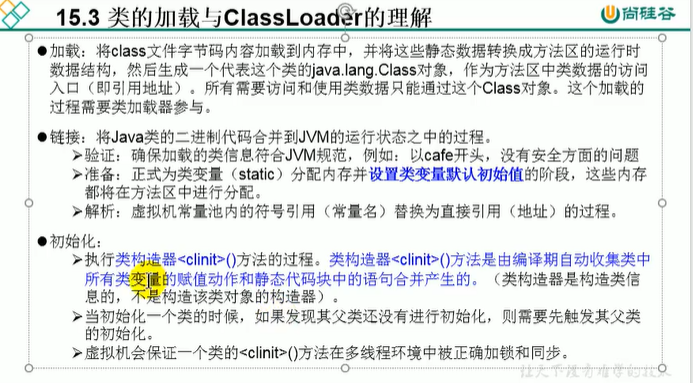 15.3 类的加载与ClassLoader的理解
尚硅谷
●加载：将class文件字节码内容加载到内存中，并将这些静态数据转换成方法区的运行时
数据结构，然后生成一个代表这个类的java.lang.Class对象，作为方法区中类数据的访问
入口（即引用地址）。所有需要访问和使用类数据只能通过这个Class对象。这个加载的
过程需要类加载器参与。
●链接：将Java类的二进制代码合并到JVM的运行状态之中的过程。
➢验证：确保加载的类信息符合JVM规范，例如：以cafe开头，没有安全方面的问题
➢准备：正式为类变量（static）分配内存并设置类变量默认初始值的阶段，这些内存
都将在方法区中进行分配。
➢解析：虚拟机常量池内的符号引用（常量名）替换为直接引用（地址）的过程。
●初始化：
➢执行类构造器<clinit>()方法的过程。类构造器<clinit>()方法是由编译期自动收集类中
所有类变量的赋值动作和静态代码块中的语句合并产生的。（类构造器是构造类信
息的，不是构造该类对象的构造器）。
➢当初始化一个类的时候，如果发现其父类还没有进行初始化，则需要先触发其父类
的初始化。
➢虚拟机会保证一个类的<clinit>()方法在多线程环境中被正确加锁和同步。